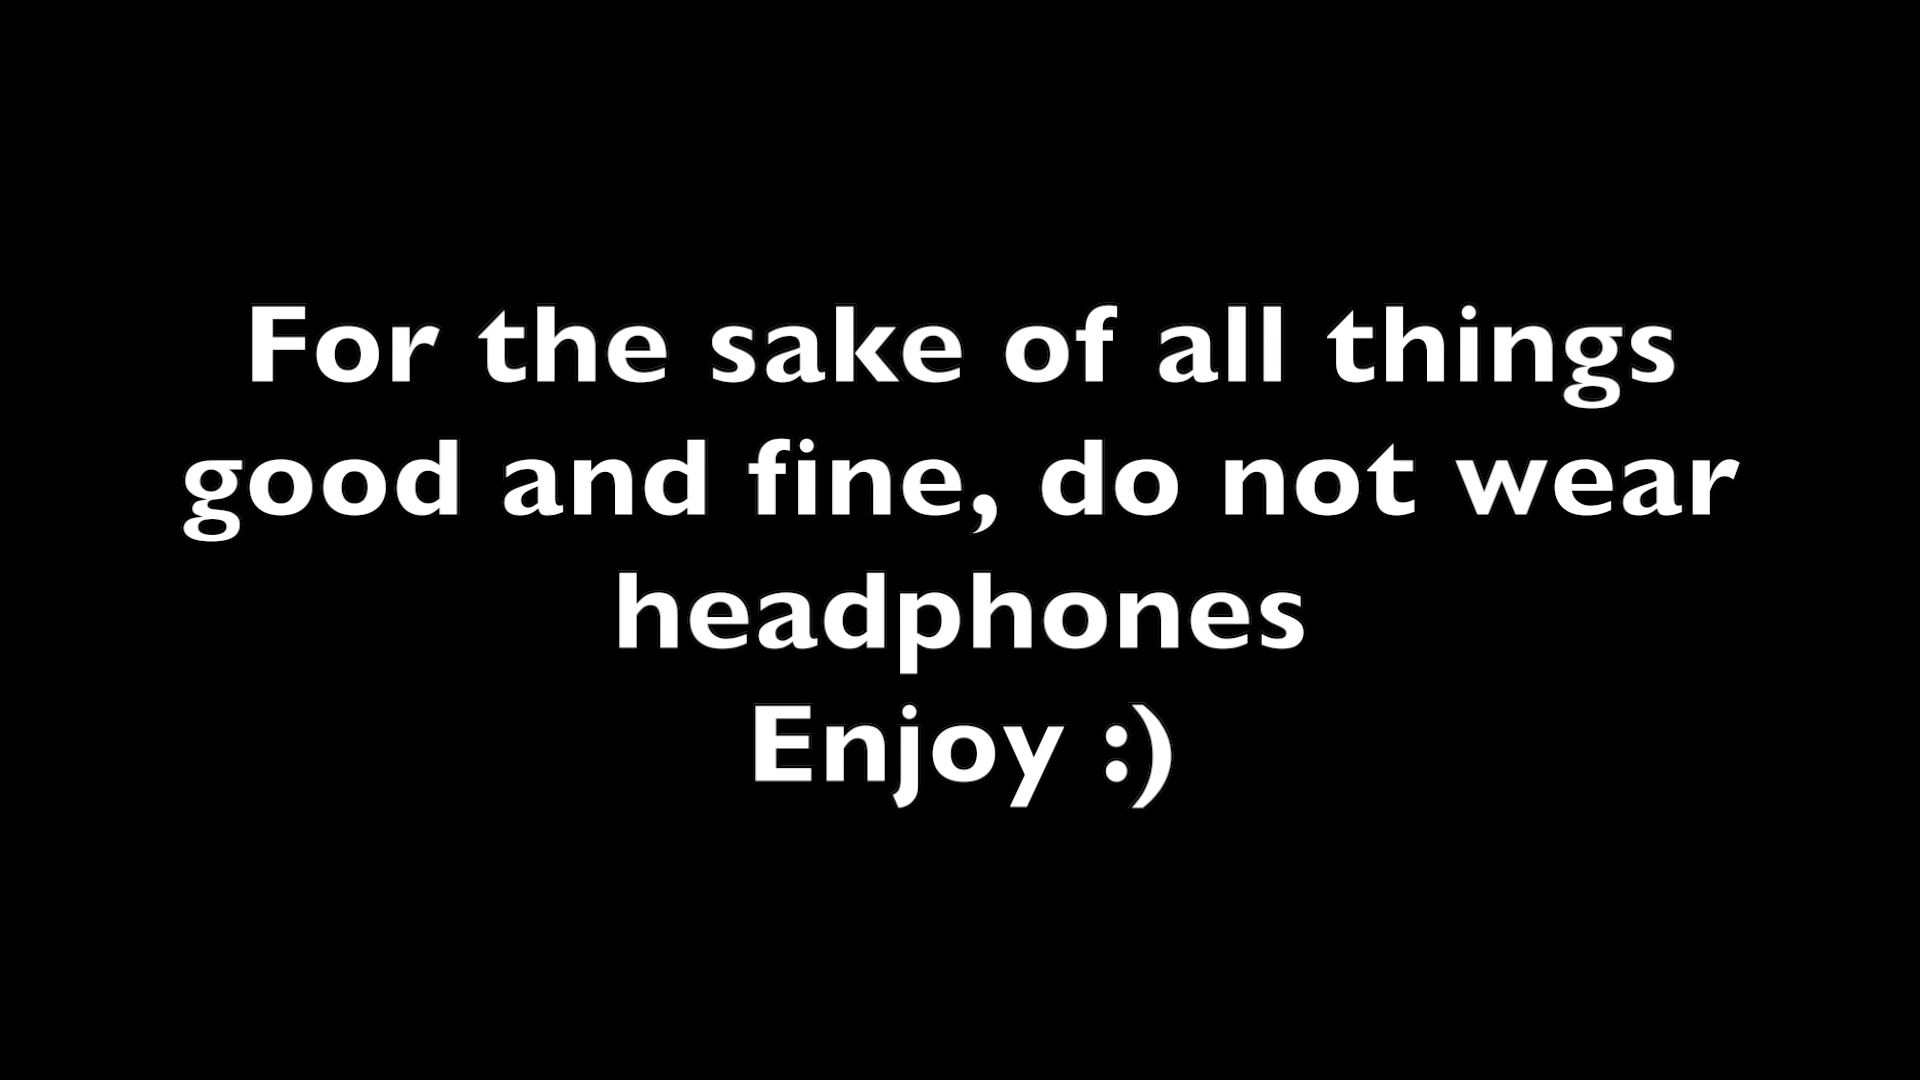 For the sake of all things
good and fine, do not wear
headphones
Enjoy :)